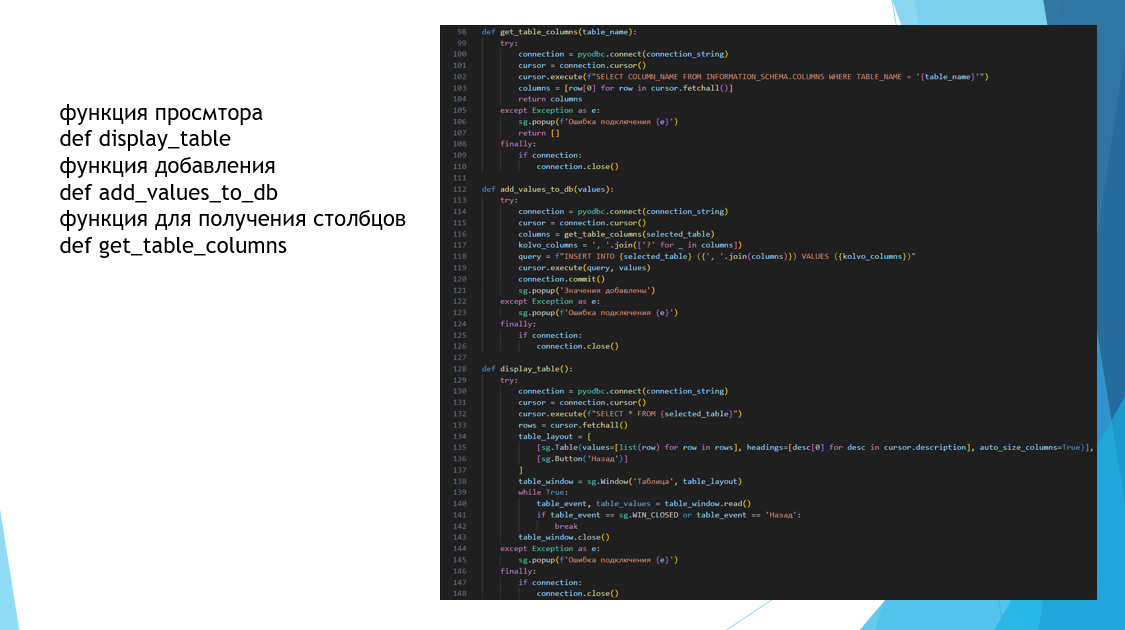 функция просмтора
def display_table
функция добавления
def add_values_to_db
функция для получения столбцов
def get_table_columns
98 def get_table_columns(table_name):
99 try:
100 connection = pyodbc.connect(connection_string)
101 cursor = connection.cursor()
102 cursor.execute(f"SELECT COLUMN_NAME FROM INFORMATION_SCHEMA.COLUMNS WHERE TABLE_NAME = '{table_name}'")
103 columns = [row[0] for row in cursor.fetchall()]
104 return columns
105 except Exception as e:
106 sg.popup(f'Ошибка подключения {e}')
107 return []
108 finally:
109 if connection:
110 connection.close()
111
112 def add_values_to_db(values):
113 try:
114 connection = pyodbc.connect(connection_string)
115 cursor = connection.cursor()
116 columns = get_table_columns(selected_table)
117 kolvo_columns = ', '.join(['?' for _ in columns])
118 query = f"INSERT INTO {selected_table} ({', '.join(columns)}) VALUES ({kolvo_columns})"
119 cursor.execute(query, values)
120 connection.commit()
121 sg.popup('Значения добавлены')
122 except Exception as e:
123 sg.popup(f'Ошибка подключения {e}')
124 finally:
125 if connection:
126 connection.close()
127
128 def display_table():
129 try:
130 connection = pyodbc.connect(connection_string)
131 cursor = connection.cursor()
132 cursor.execute(f"SELECT * FROM {selected_table}")
133 rows = cursor.fetchall()
134 table_layout = [
135 [sg.Table(values=[list(row) for row in rows], headings=[desc[0] for desc in cursor.description], auto_size_columns=True)],
136 [sg.Button('Назад')]
137 ]
138 table_window = sg.Window('Таблица', table_layout)
139 while True:
140 table_event, table_values = table_window.read()
141 if table_event == sg.WIN_CLOSED or table_event == 'Назад':
142 break
143 table_window.close()
144 except Exception as e:
145 sg.popup(f'Ошибка подключения {e}')
146 finally:
147 if connection:
148 connection.close()